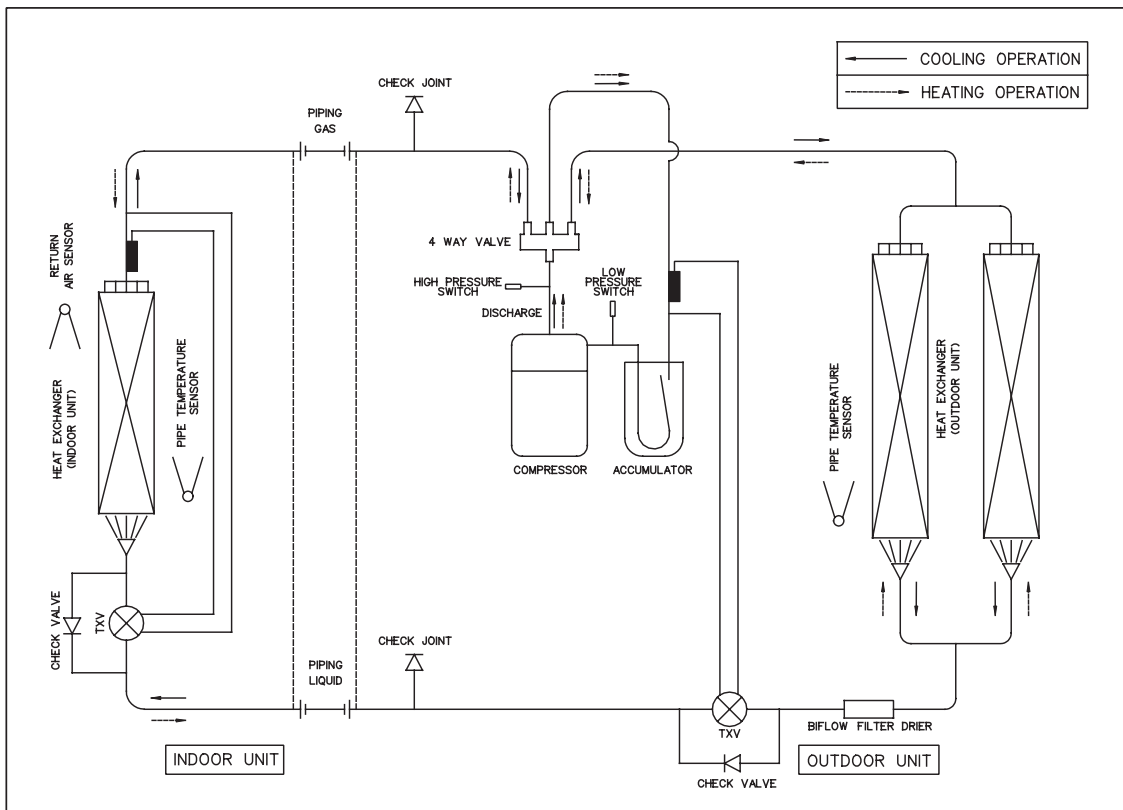 COOLING OPERATION
HEATING OPERATION
CHECK JOINT
PIPING
GAS
4 WAY VALVE
RETURN
AIR SENSOR
HIGH PRESSURE
SWITCH
LOW
PRESSURE
SWITCH
DISCHARGE
HEAT EXCHANGER
(INDOOR UNIT)
PIPE TEMPERATURE
SENSOR
COMPRESSOR
ACCUMULATOR
PIPE TEMPERATURE
SENSOR
HEAT EXCHANGER
(OUTDOOR UNIT)
CHECK VALVE
TXV
PIPING
LIQUID
CHECK JOINT
TXV
BIFLOW FILTER DRIER
CHECK VALVE
INDOOR UNIT
OUTDOOR UNIT